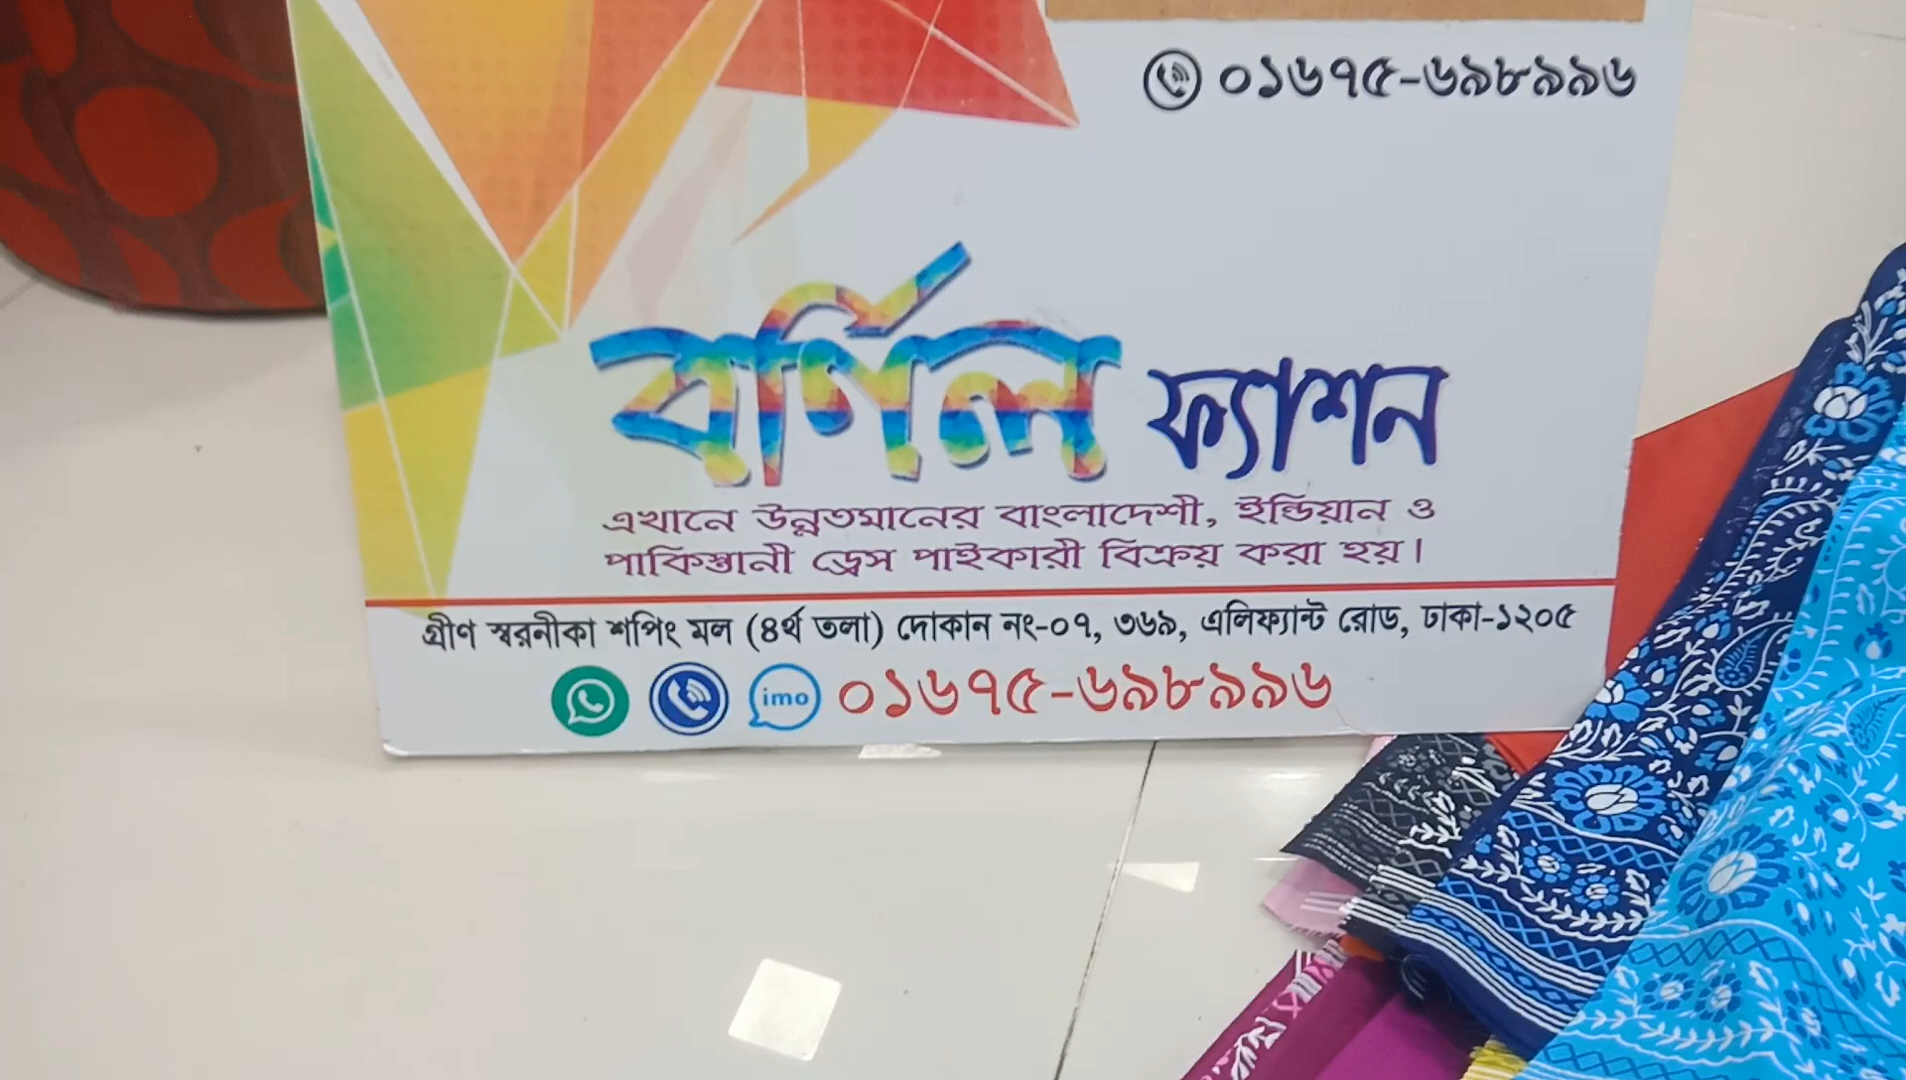 ০১৬৭৫-৬৯৮৯৯৬
বর্ণিল ফ্যাশন
এখানে উন্নতমানের বাংলাদেশী, ইন্ডিয়ান ও
পাকিস্তানী ড্রেস পাইকারী বিক্রয় করা হয়।
গ্রীণ স্বরনীকা শপিং মল (৪র্থ তলা) দোকান নং-০৭, ৩৬৯, এলিফ্যান্ট রোড, ঢাকা-১২০৫
imo ০১৬৭৫-৬৯৮৯৯৬